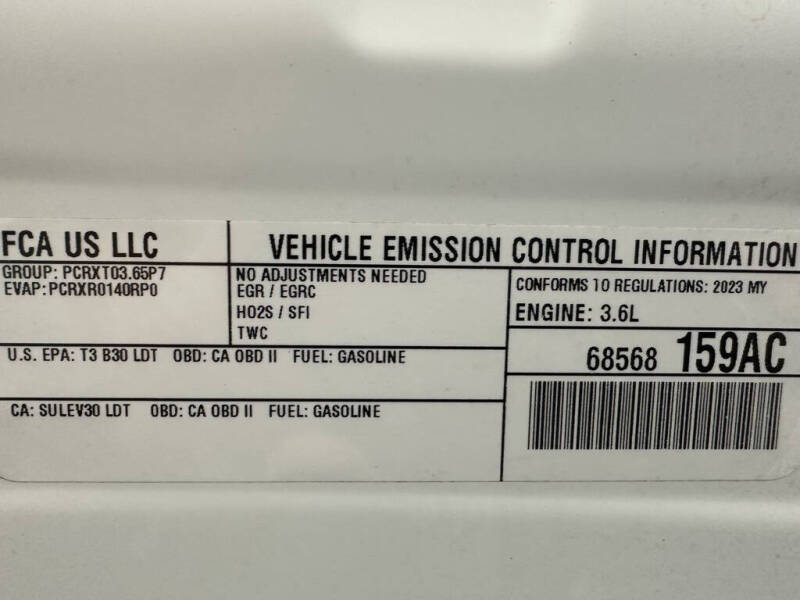 FCA US LLC
VEHICLE EMISSION CONTROL INFORMATION
GROUP: PCRXT03.65P7
EVAP: PCRXR0140RP0
NO ADJUSTMENTS NEEDED
EGR / EGRC
HO2S / SFI
TWC
CONFORMS TO REGULATIONS: 2023 MY
ENGINE: 3.6L
U.S. EPA: T3 B30 LDT OBD: CA OBD II FUEL: GASOLINE
68568 159AC
CA: SULEV30 LDT OBD: CA OBD II FUEL: GASOLINE